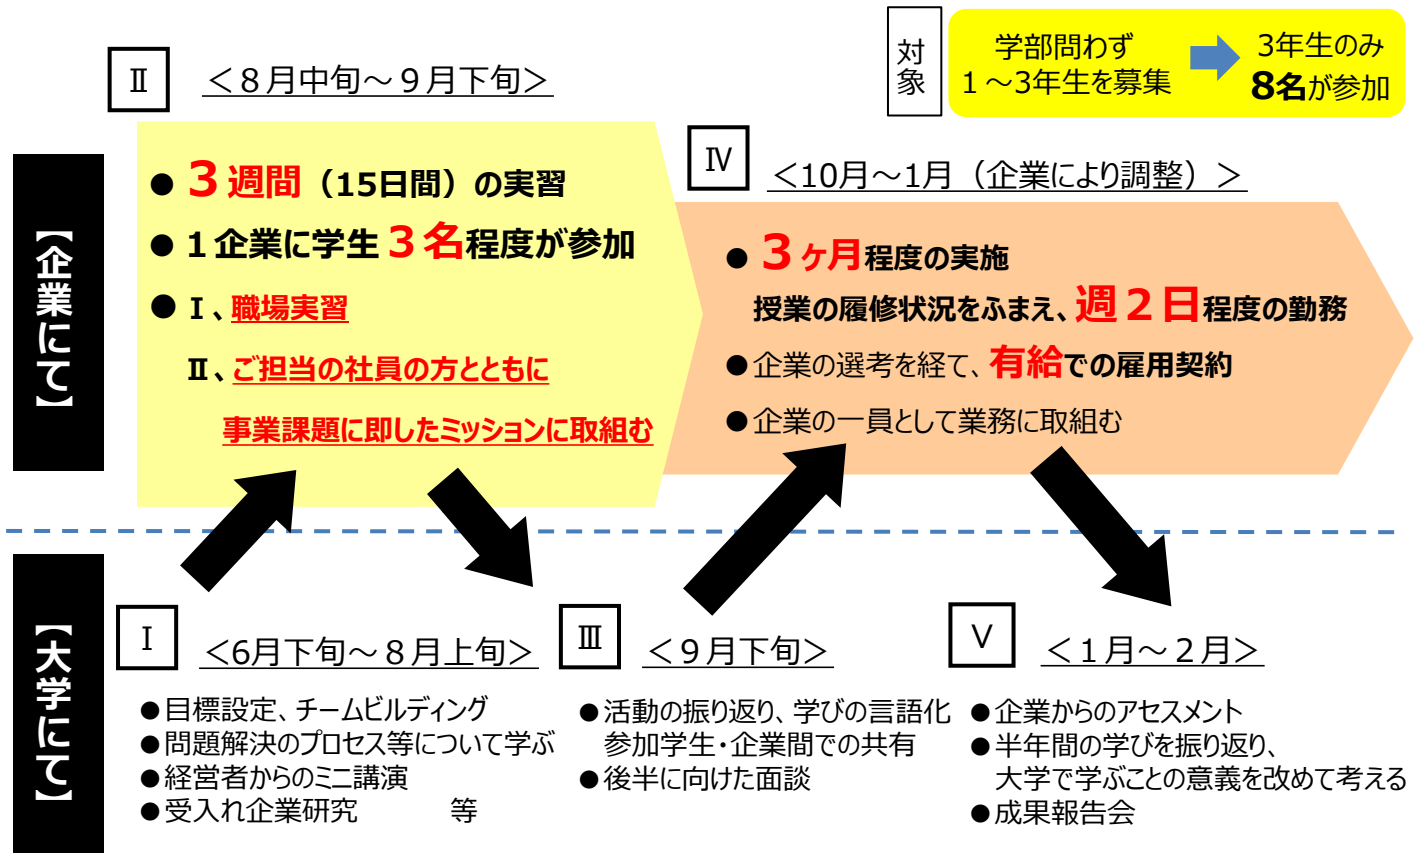 対象
学部問わず
１～3年生を募集
3年生のみ
8名が参加
Ⅱ
＜８月中旬～９月下旬＞
【企業にて】
● ３週間（15日間）の実習
● １企業に学生３名程度が参加
● Ⅰ、職場実習
Ⅱ、ご担当の社員の方とともに
事業課題に即したミッションに取組む
Ⅳ
＜10月～1月（企業により調整）＞
● ３ヶ月程度の実施
授業の履修状況をふまえ、週２日程度の勤務
●企業の選考を経て、有給での雇用契約
●企業の一員として業務に取組む
【大学にて】
Ⅰ
＜6月下旬～８月上旬＞
●目標設定、チームビルディング
●問題解決のプロセス等について学ぶ
●経営者からのミニ講演
●受入れ企業研究　　　等
Ⅲ
＜９月下旬＞
●活動の振り返り、学びの言語化
参加学生・企業間での共有
●後半に向けた面談
Ⅴ
＜１月～２月＞
●企業からのアセスメント
●半年間の学びを振り返り、
大学で学ぶことの意義を改めて考える
●成果報告会